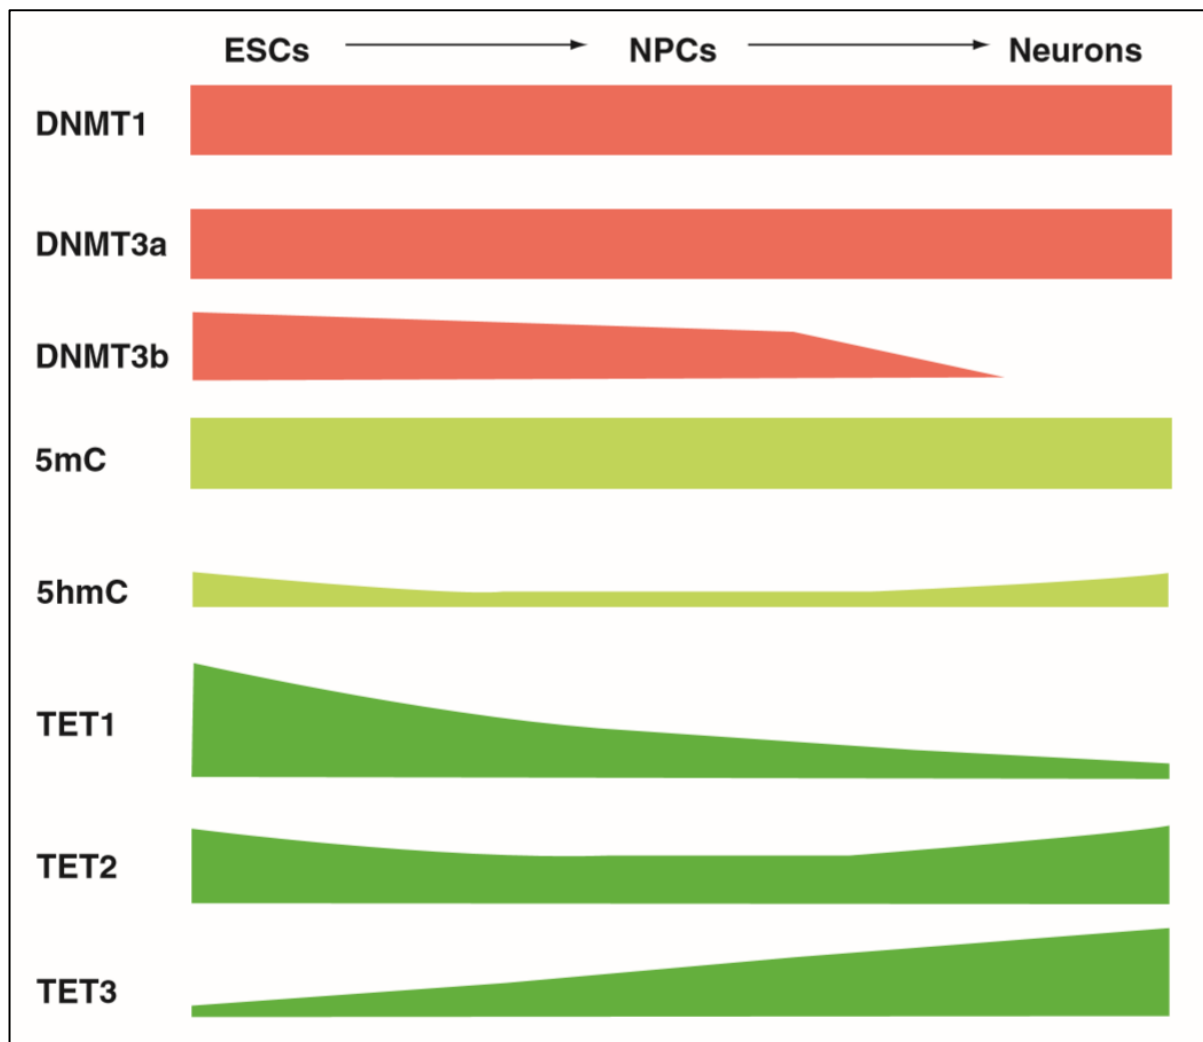 ESCs NPCs Neurons
DNMT1
DNMT3a
DNMT3b
5mC
5hmC
TET1
TET2
TET3